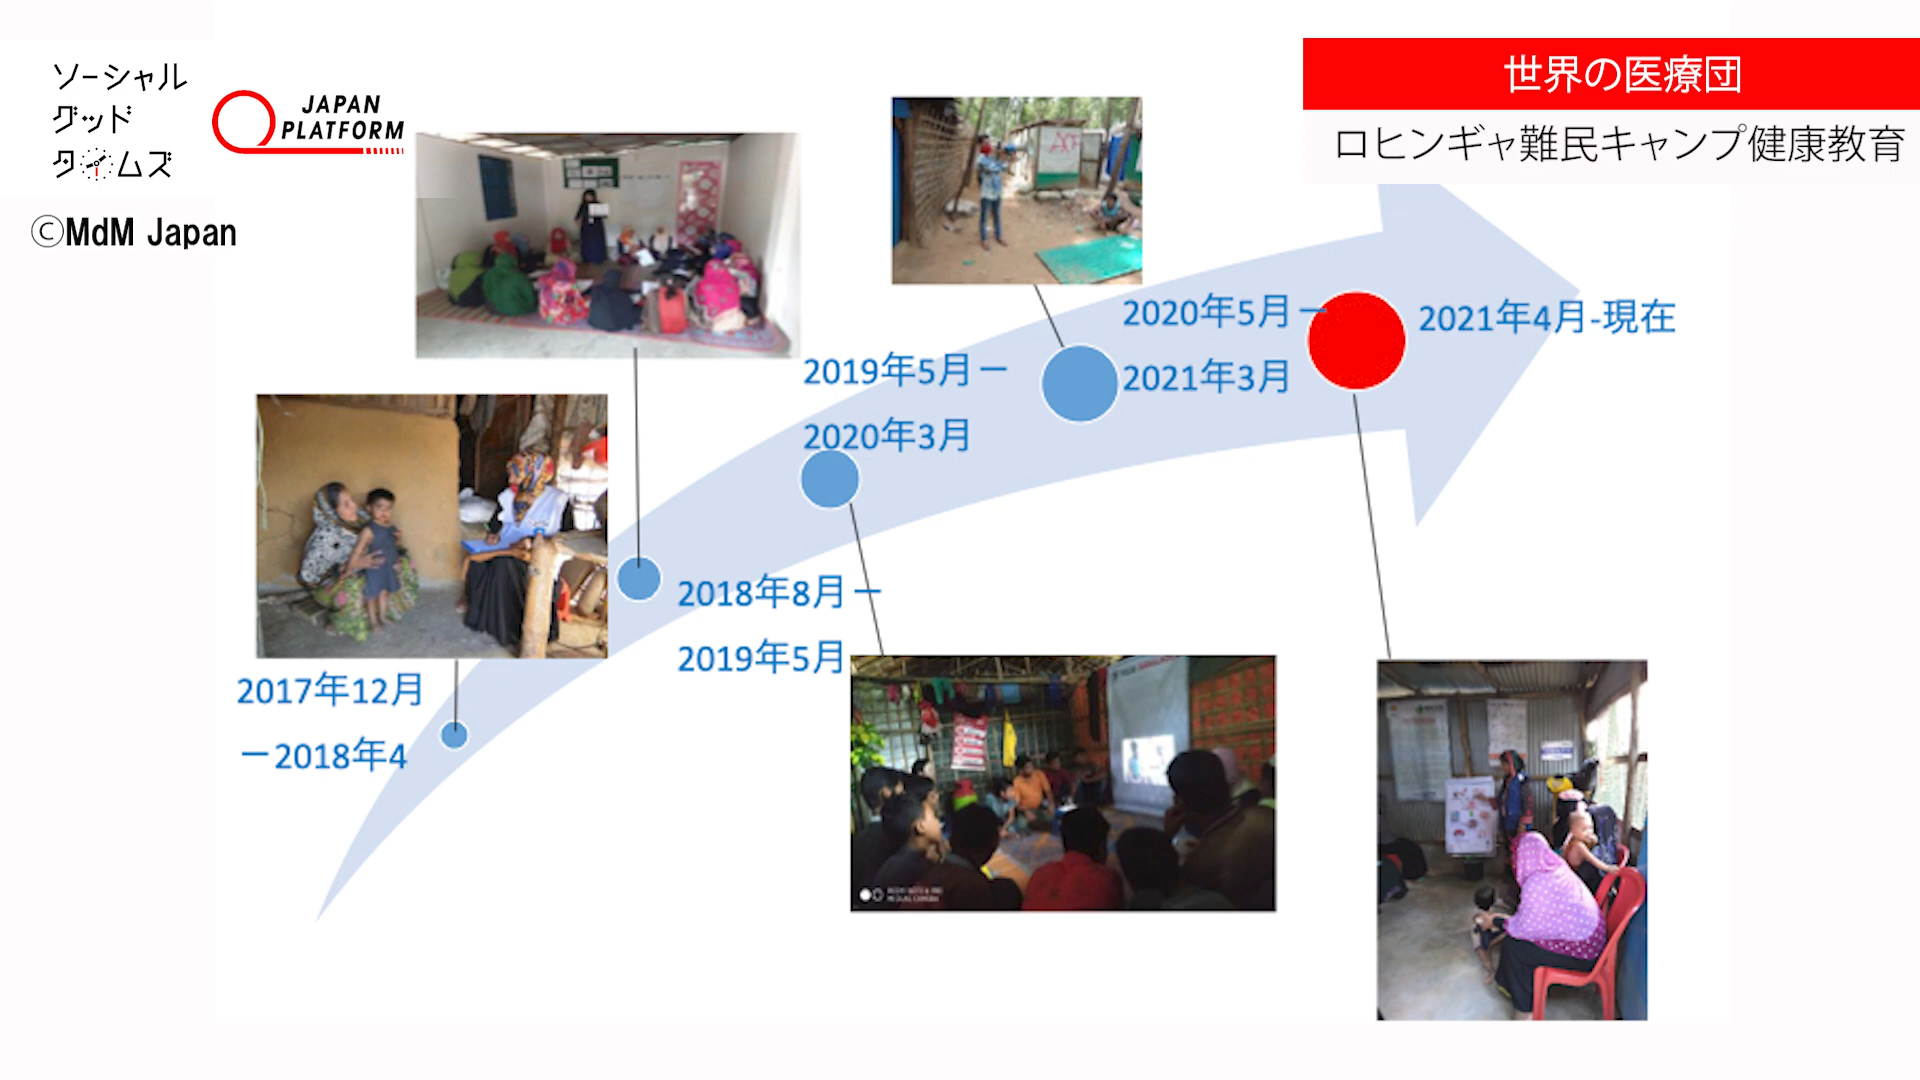 ソーシャル
グッド
タイムズ
JAPAN
PLATFORM
©MdM Japan
世界の医療団
ロヒンギャ難民キャンプ健康教育
2017年12月
ー2018年4
2018年8月ー
2019年5月
2019年5月ー
2020年3月
2020年5月ー
2021年3月
2021年4月-現在
ACF